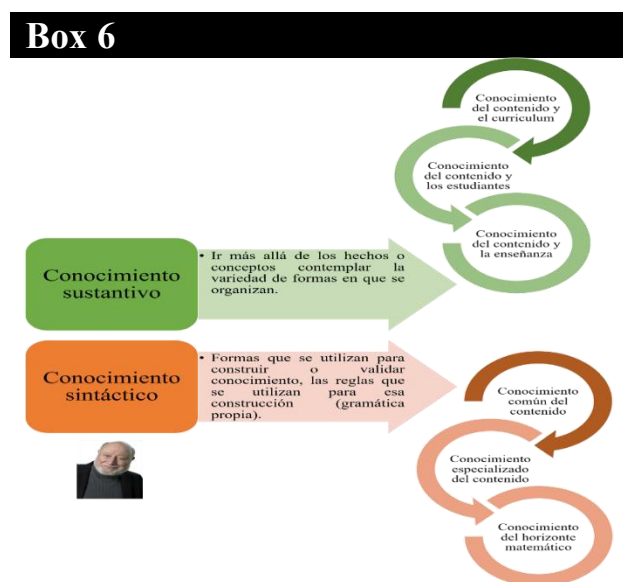 Box 6
Conocimiento
del contenido y
el curriculum
Conocimiento
del contenido y
los estudiantes
Conocimiento
del contenido y
la enseñanza
Conocimiento
sustantivo
• Ir más allá de los hechos o
conceptos contemplar la
variedad de formas en que se
organizan.
Conocimiento
sintáctico
• Formas que se utilizan para
construir o validar
conocimiento, las reglas que
se utilizan para esa
construcción (gramática
propia).
Conocimiento
común del
contenido
Conocimiento
especializado
del contenido
Conocimiento
del horizonte
matemático